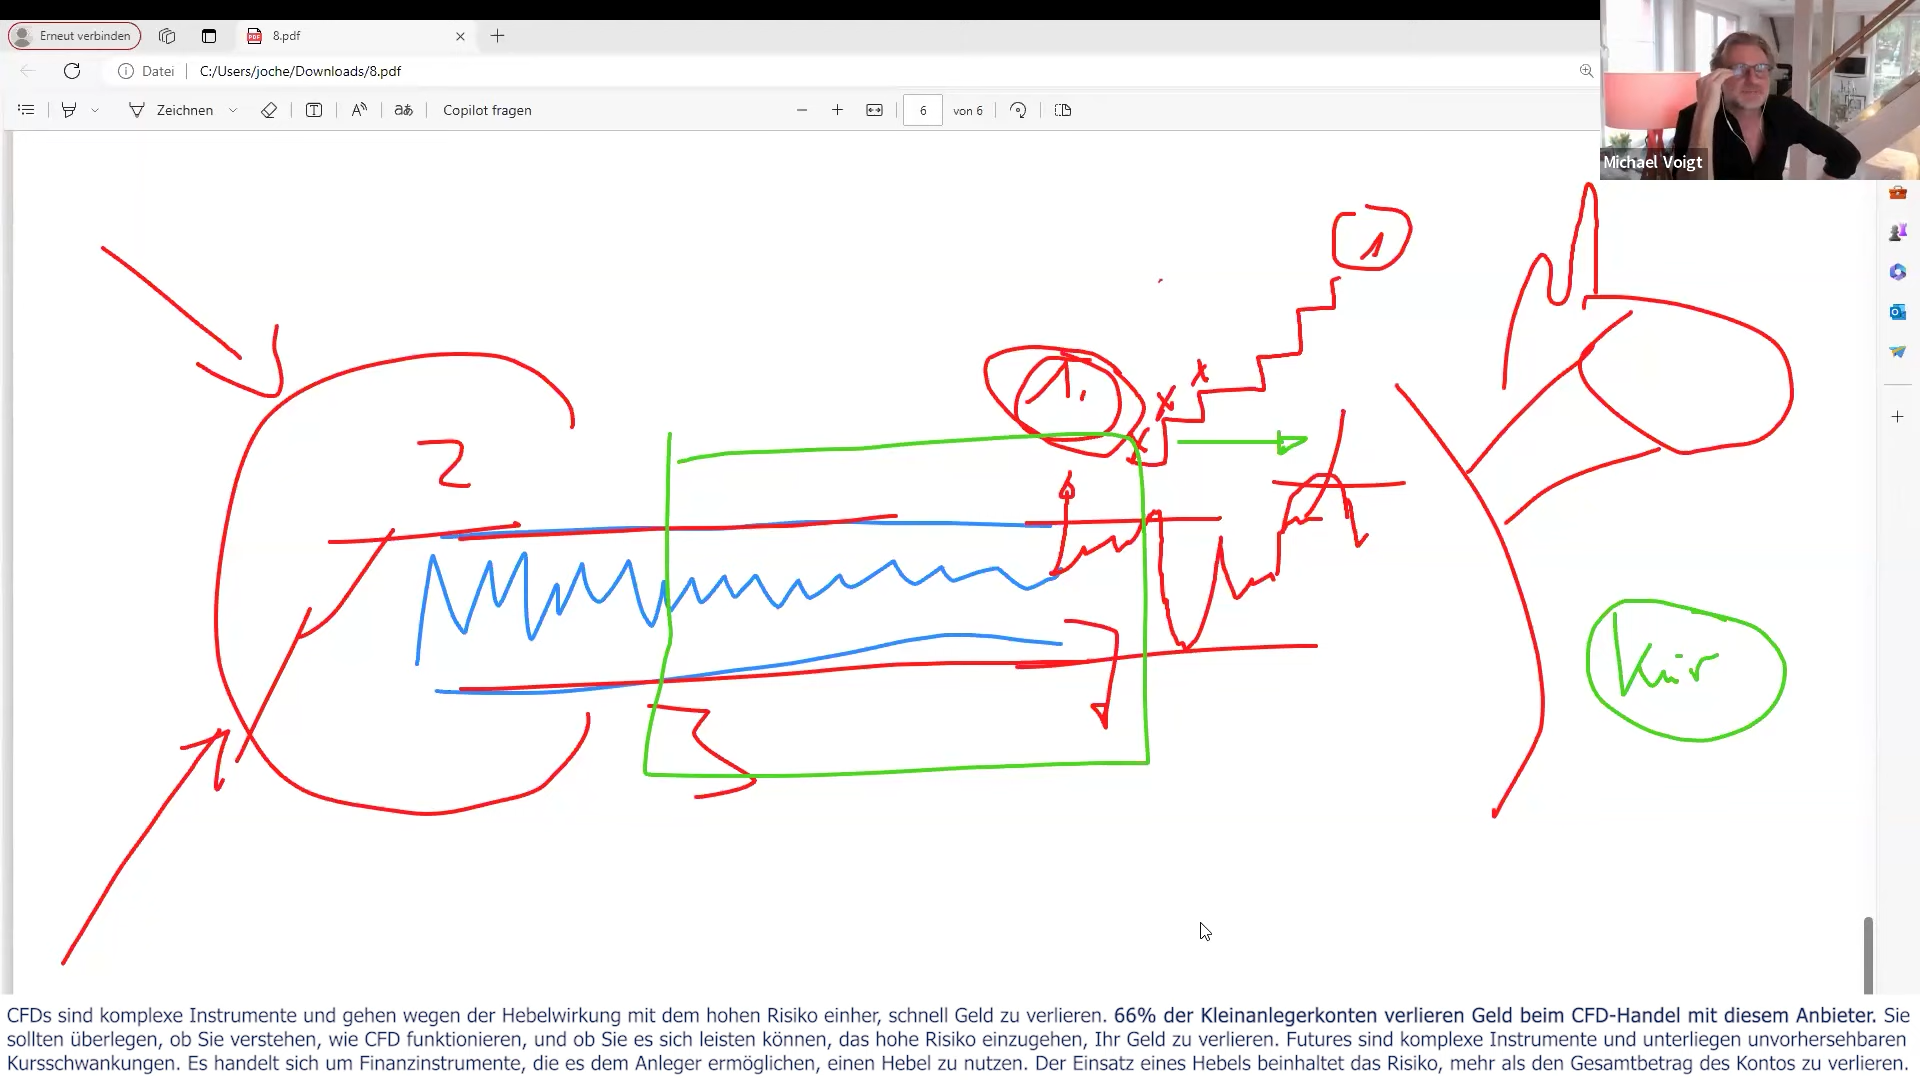 Erneut verbinden
8.pdf
Datei C:/Users/joche/Downloads/8.pdf
Zeichnen
Copilot fragen
6 von 6
Michael Voigt
1
1.
x
x
x
2
3
Kür
CFDs sind komplexe Instrumente und gehen wegen der Hebelwirkung mit dem hohen Risiko einher, schnell Geld zu verlieren. 66% der Kleinanlegerkonten verlieren Geld beim CFD-Handel mit diesem Anbieter. Sie
sollten überlegen, ob Sie verstehen, wie CFD funktionieren, und ob Sie es sich leisten können, das hohe Risiko einzugehen, Ihr Geld zu verlieren. Futures sind komplexe Instrumente und unterliegen unvorhersehbaren
Kursschwankungen. Es handelt sich um Finanzinstrumente, die es dem Anleger ermöglichen, einen Hebel zu nutzen. Der Einsatz eines Hebels beinhaltet das Risiko, mehr als den Gesamtbetrag des Kontos zu verlieren.